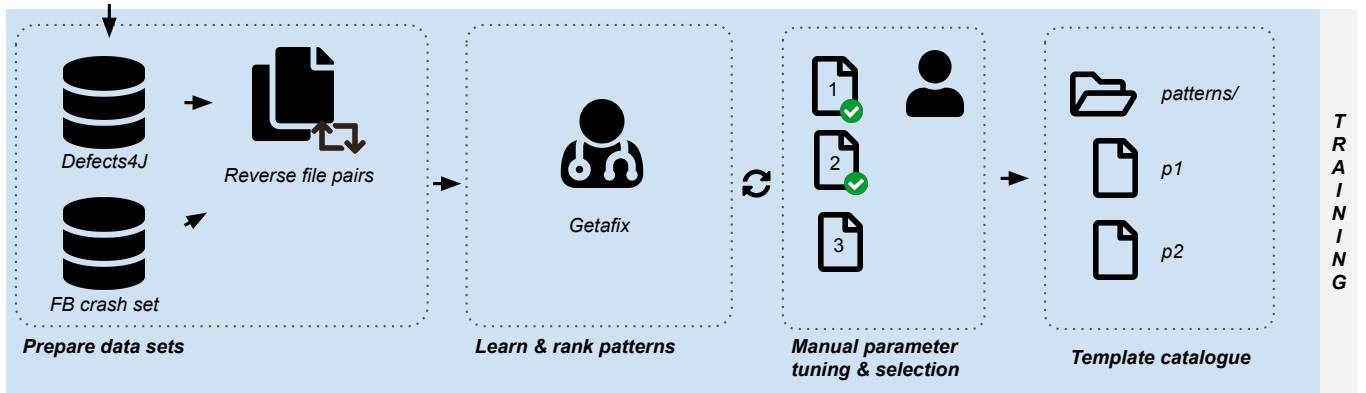 Defects4J
Reverse file pairs
FB crash set
Prepare data sets
Getafix
Learn & rank patterns
1
2
3
Manual parameter
tuning & selection
patterns/
p1
p2
Template catalogue
TRAINING